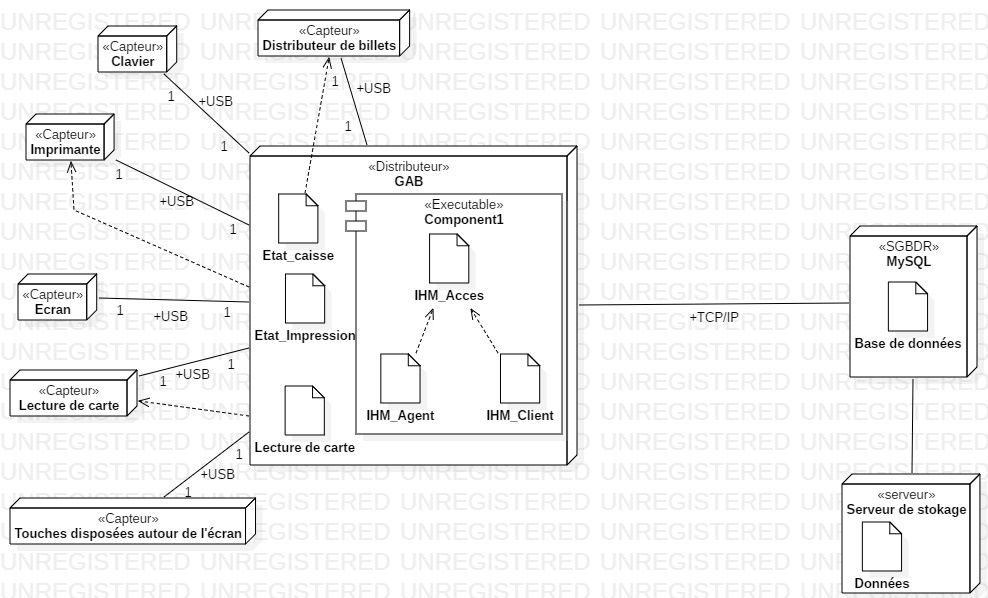 «Capteur»
Distributeur de billets
«Capteur»
Clavier
1
+USB
1
+USB
1
1
«Capteur»
Imprimante
1
+USB
1
«Distributeur»
GAB
Etat_caisse
Etat_Impression
Lecture de carte
«Executable»
Component1
IHM_Acces
IHM_Agent
IHM_Client
«Capteur»
Ecran
1
+USB
1
«Capteur»
Lecture de carte
1
+USB
1
1
+USB
1
«Capteur»
Touches disposées autour de l'écran
+TCP/IP
«SGBDR»
MySQL
Base de données
«serveur»
Serveur de stokage
Données
UNREGISTERED UNREGISTERED UNREGISTERED UNREGISTERED UNREGISTERED